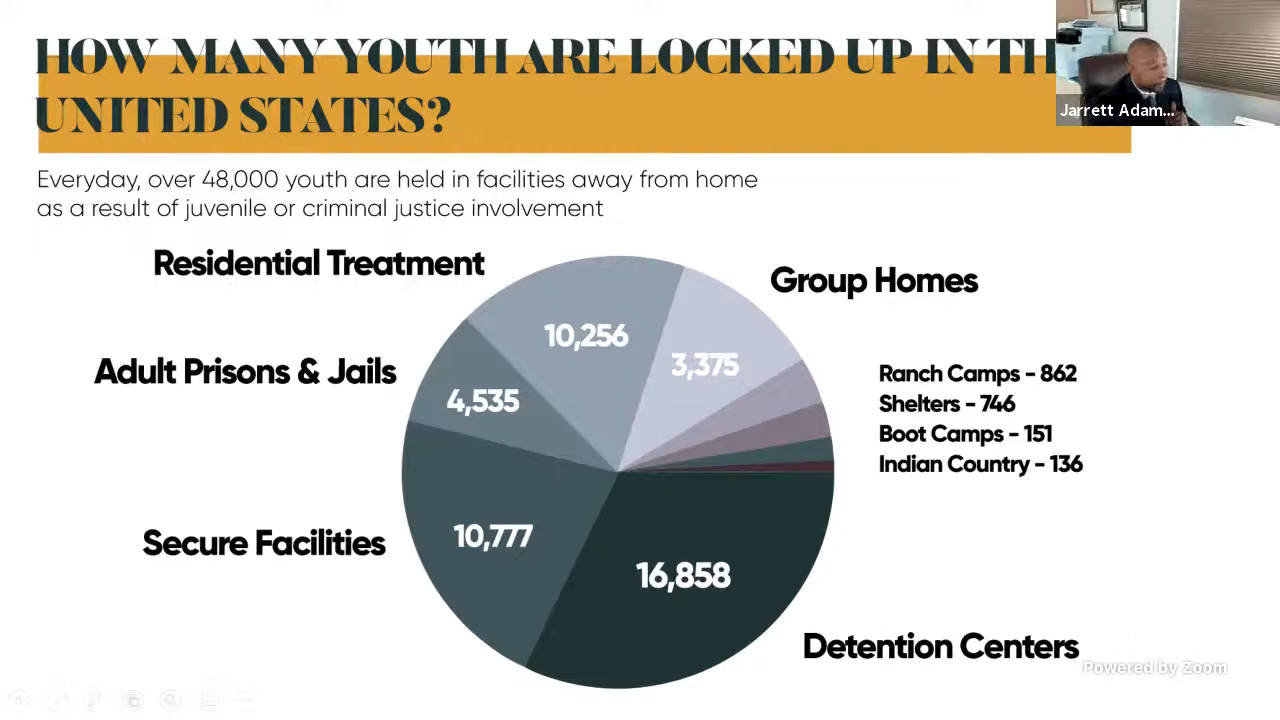 HOW MANY YOUTH ARE LOCKED UP IN TH
UNITED STATES?
Jarrett Adam...
Everyday, over 48,000 youth are held in facilities away from home
as a result of juvenile or criminal justice involvement
Residential Treatment
Group Homes
10,256
3,375
Adult Prisons & Jails
4,535
Ranch Camps - 862
Shelters - 746
Boot Camps - 151
Indian Country - 136
Secure Facilities
10,777
16,858
Detention Centers
Powered by Zoom